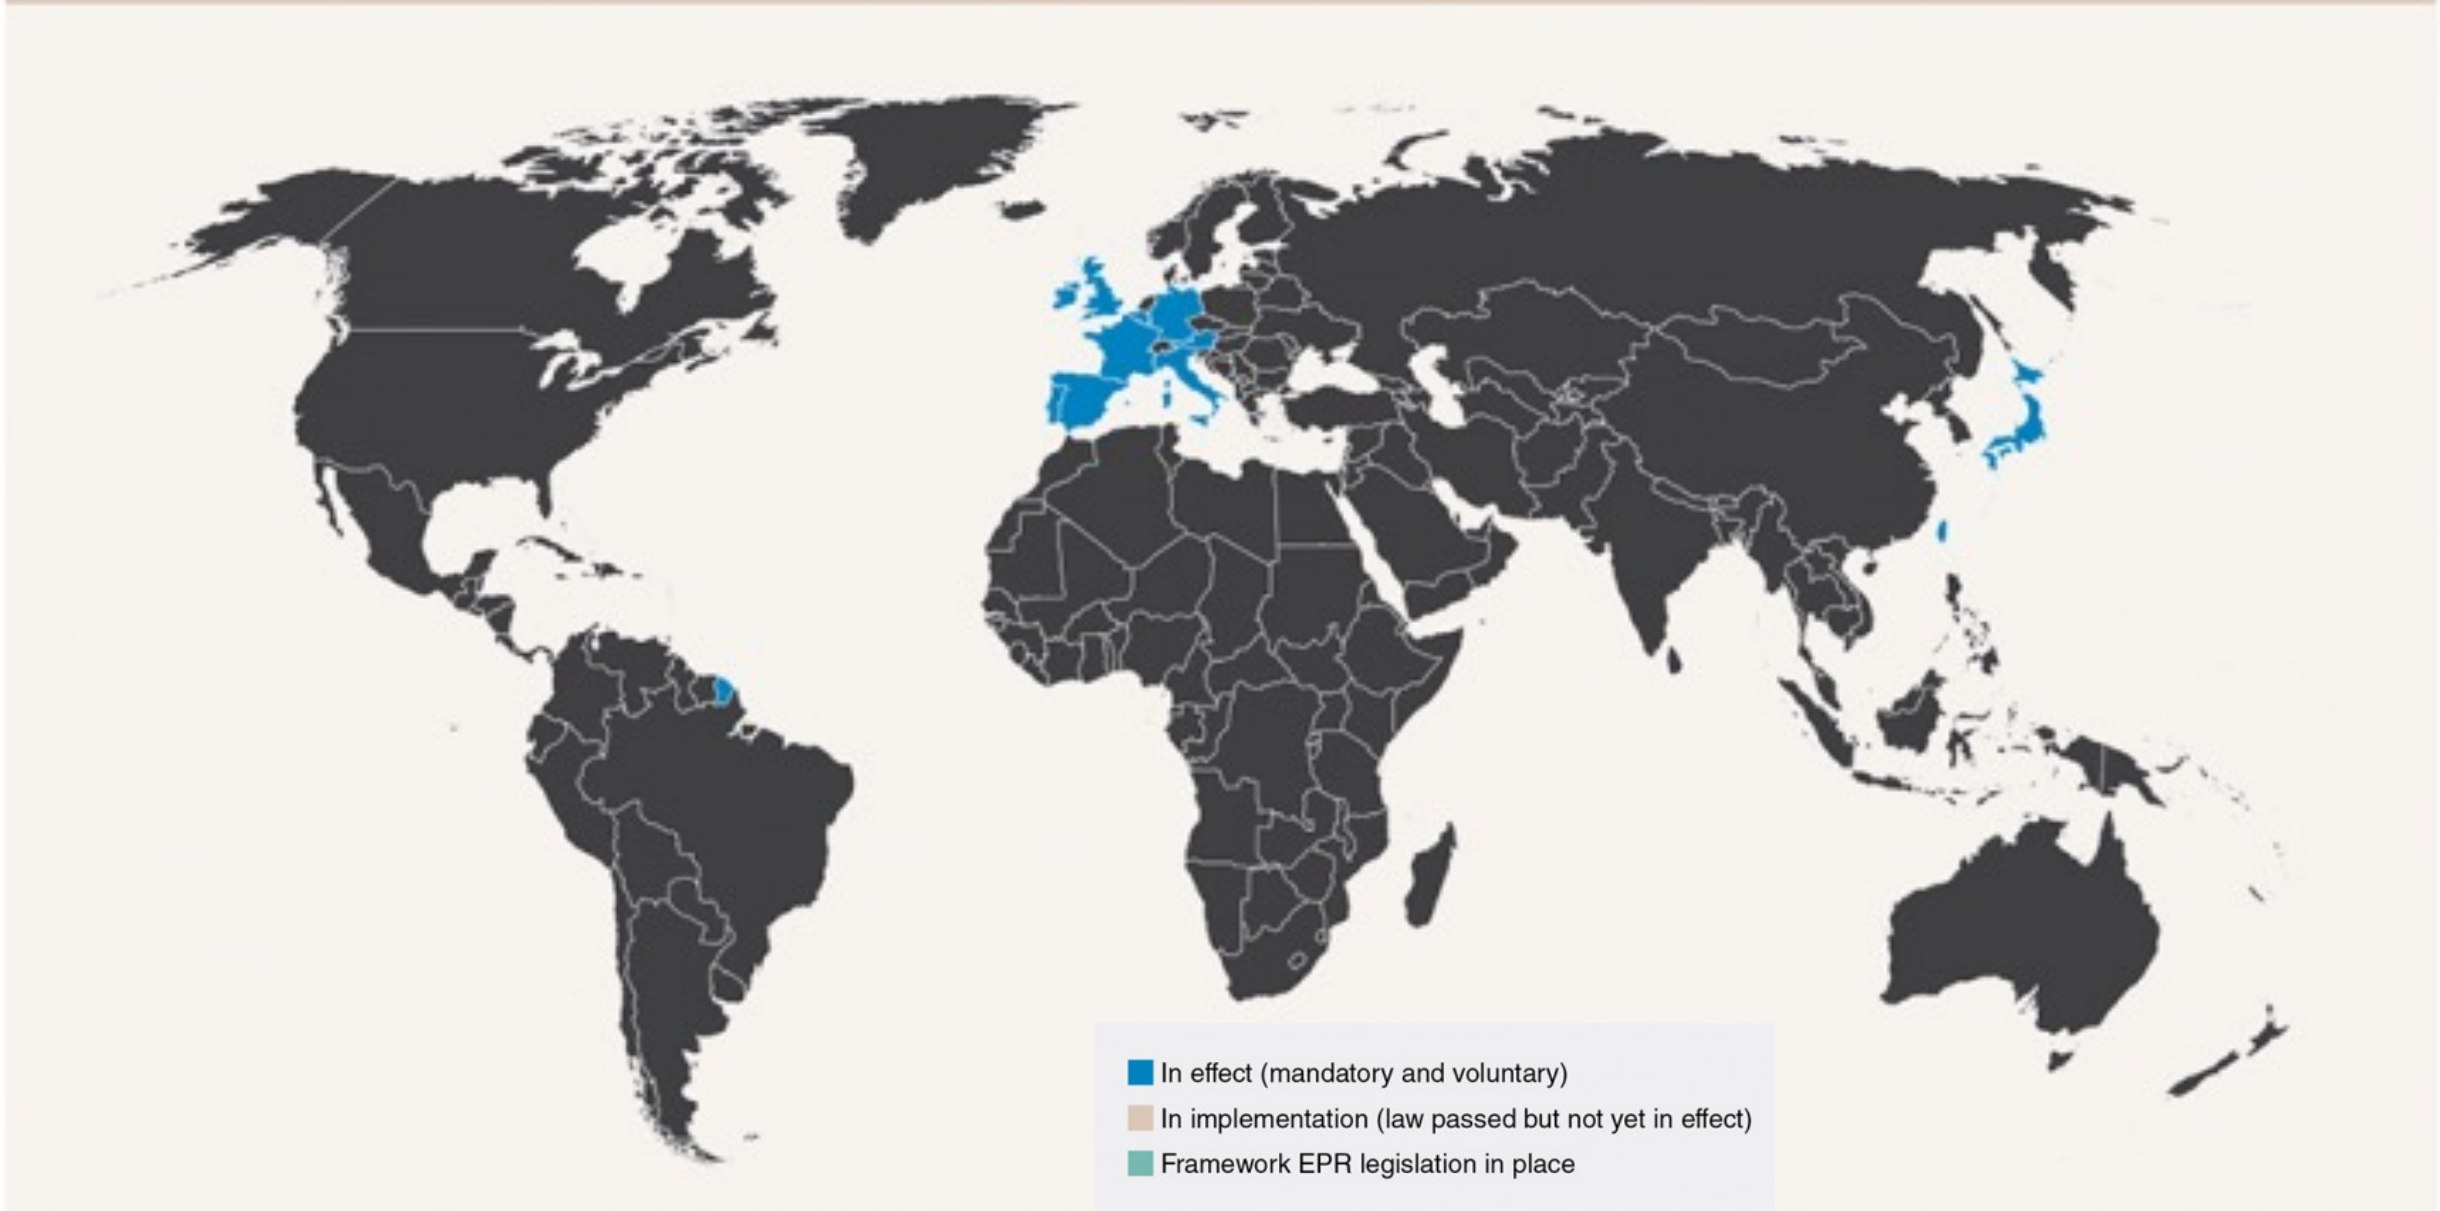 In effect (mandatory and voluntary)
In implementation (law passed but not yet in effect)
Framework EPR legislation in place